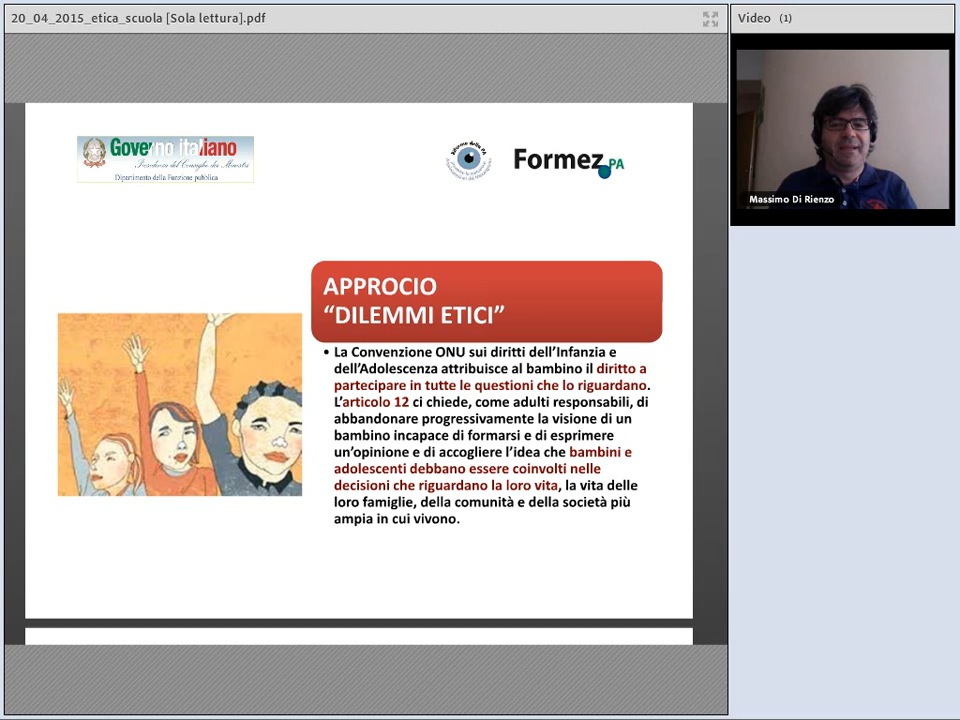 20_04_2015_etica_scuola [Sola lettura].pdf
Video (1)
Massimo Di Rienzo
Governo italiano
Presidenza del Consiglio dei Ministri
Dipartimento della Funzione pubblica
Formez PA
APPROCIO
“DILEMMI ETICI”
• La Convenzione ONU sui diritti dell’Infanzia e
dell’Adolescenza attribuisce al bambino il diritto a
partecipare in tutte le questioni che lo riguardano.
L’articolo 12 ci chiede, come adulti responsabili, di
abbandonare progressivamente la visione di un
bambino incapace di formarsi e di esprimere
un’opinione e di accogliere l’idea che bambini e
adolescenti debbano essere coinvolti nelle
decisioni che riguardano la loro vita, la vita delle
loro famiglie, della comunità e della società più
ampia in cui vivono.